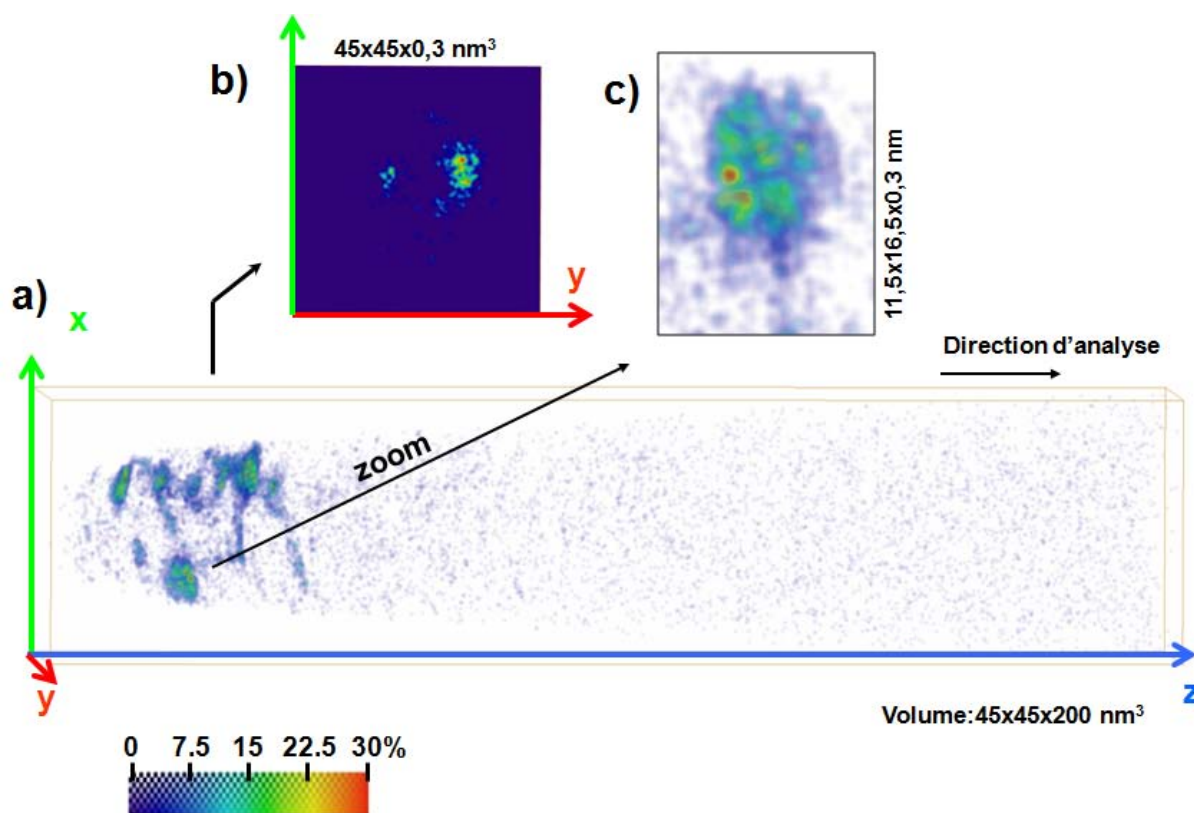 b)
45x45x0,3 nm³
c)
11,5x16,5x0,3 nm
y
a)
x
Direction d'analyse
zoom
y
z
Volume:45x45x200 nm³
0 7.5 15 22.5 30%